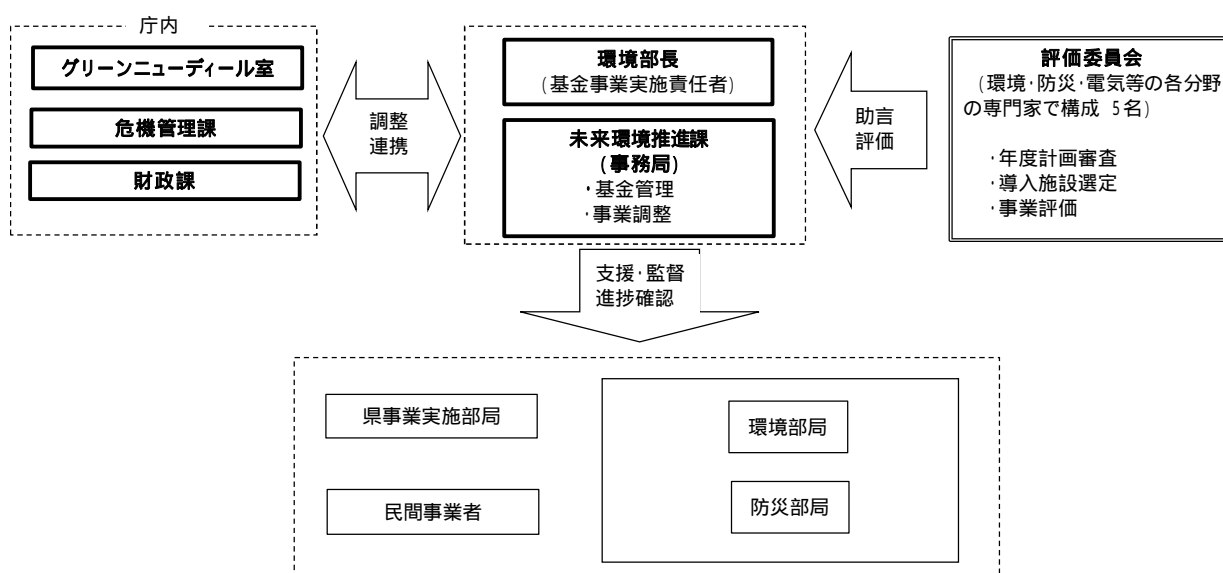 庁内
グリーンニューディール室
危機管理課
財政課
調整
連携
環境部長
(基金事業実施責任者)
未来環境推進課
(事務局)
・基金管理
・事業調整
助言
評価
評価委員会
(環境・防災・電気等の各分野
の専門家で構成 5名)
・年度計画審査
・導入施設選定
・事業評価
支援・監督
進捗確認
県事業実施部局
民間事業者
環境部局
防災部局